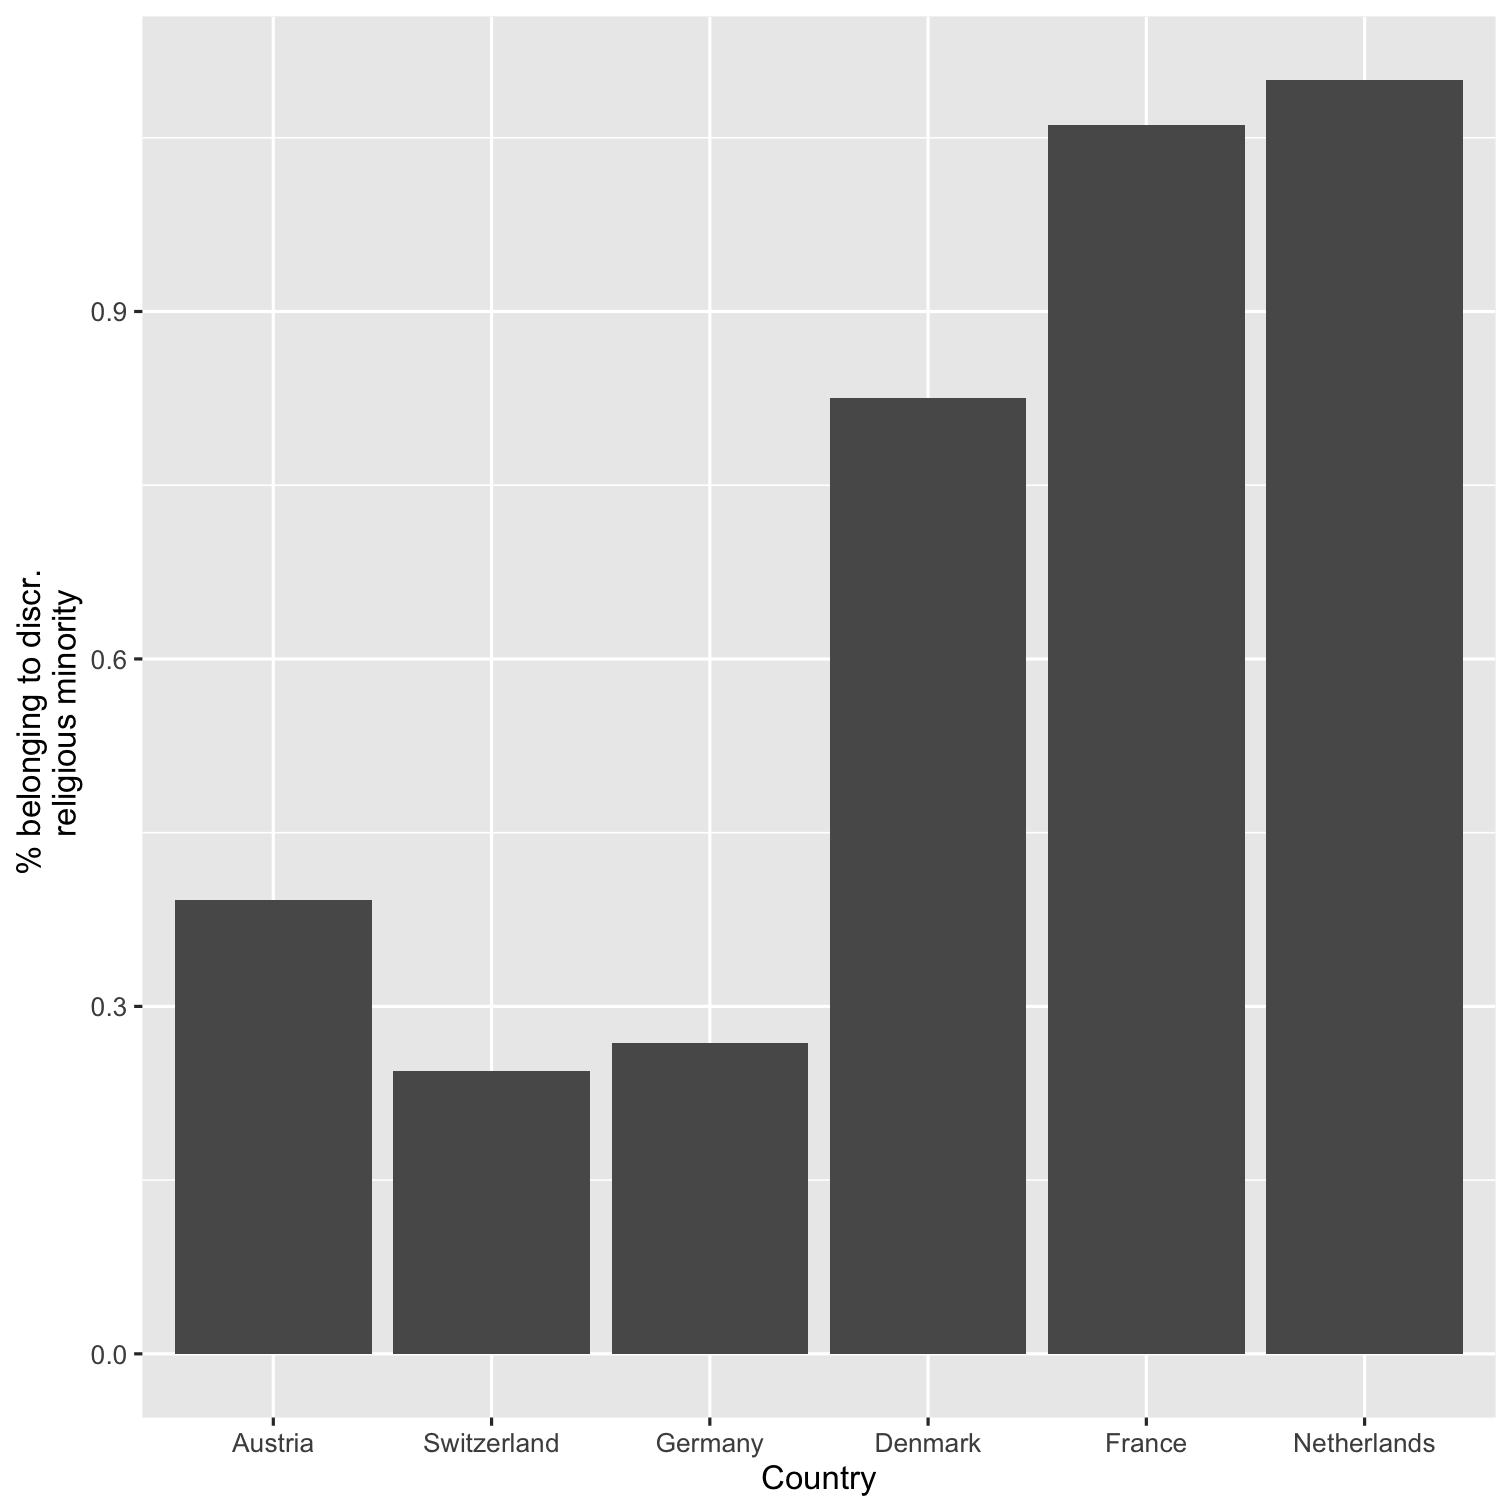 % belonging to discr.
religious minority
0.9
0.6
0.3
0.0
Austria
Switzerland
Germany
Denmark
France
Netherlands
Country